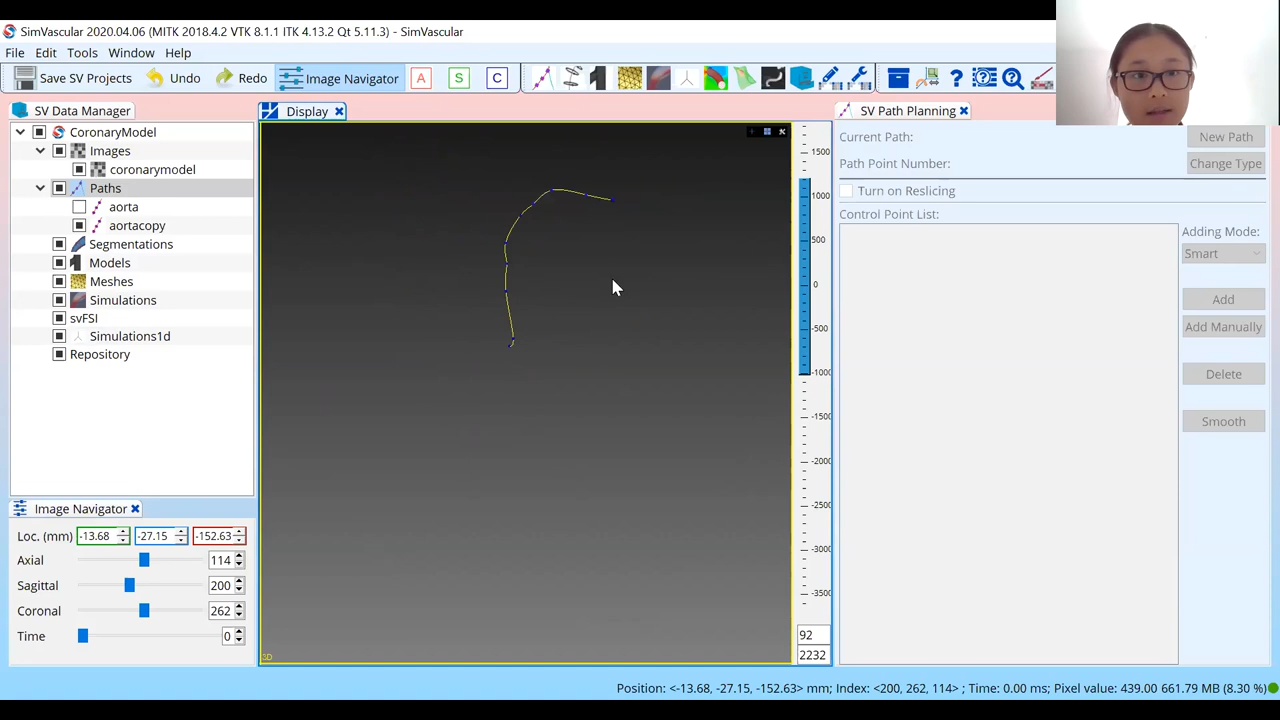 SimVascular 2020.04.06 (MITK 2018.4.2 VTK 8.1.1 ITK 4.13.2 Qt 5.11.3) - SimVascular
File Edit Tools Window Help
Save SV Projects Undo Redo Image Navigator A S C
SV Data Manager
CoronaryModel
Images
coronarymodel
Paths
aorta
aortacopy
Segmentations
Models
Meshes
Simulations
svFSI
Simulations1d
Repository
Image Navigator
Loc. (mm) -13.68 -27.15 -152.63
Axial 114
Sagittal 200
Coronal 262
Time 0
Display
3D
1500
1000
500
0
-500
-1000
-1500
-2000
-2500
-3000
-3500
92
2232
SV Path Planning
Current Path: New Path
Path Point Number: Change Type
Turn on Reslicing
Control Point List:
Adding Mode:
Smart
Add
Add Manually
Delete
Smooth
Position: <-13.68, -27.15, -152.63> mm; Index: <200, 262, 114> ; Time: 0.00 ms; Pixel value: 439.00 661.79 MB (8.30 %)